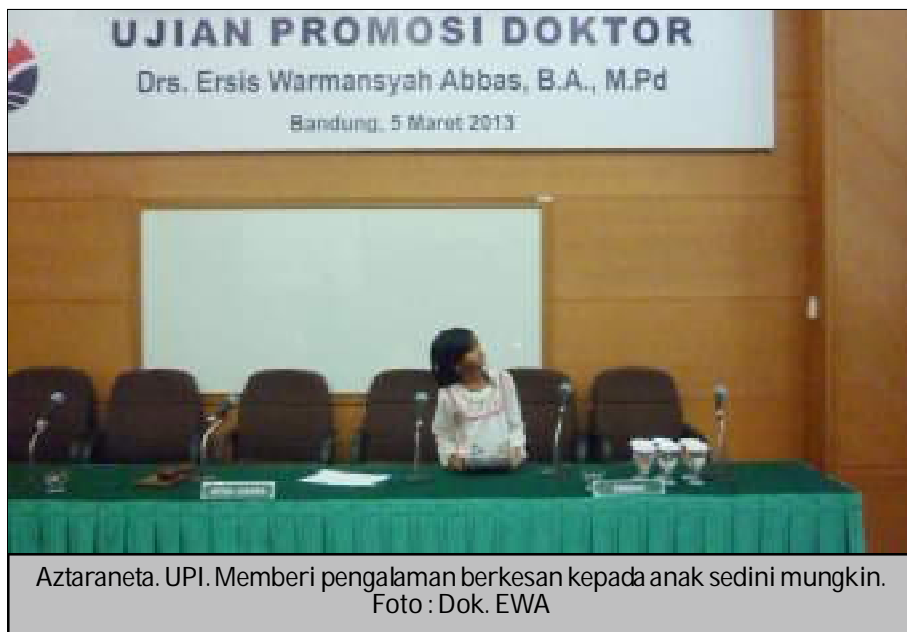 UJIAN PROMOSI DOKTOR
Drs. Ersis Warmansyah Abbas, B.A., M.Pd
Bandung, 5 Maret 2013
Aztaraneta. UPI. Memberi pengalaman berkesan kepada anak sedini mungkin.
Foto : Dok. EWA